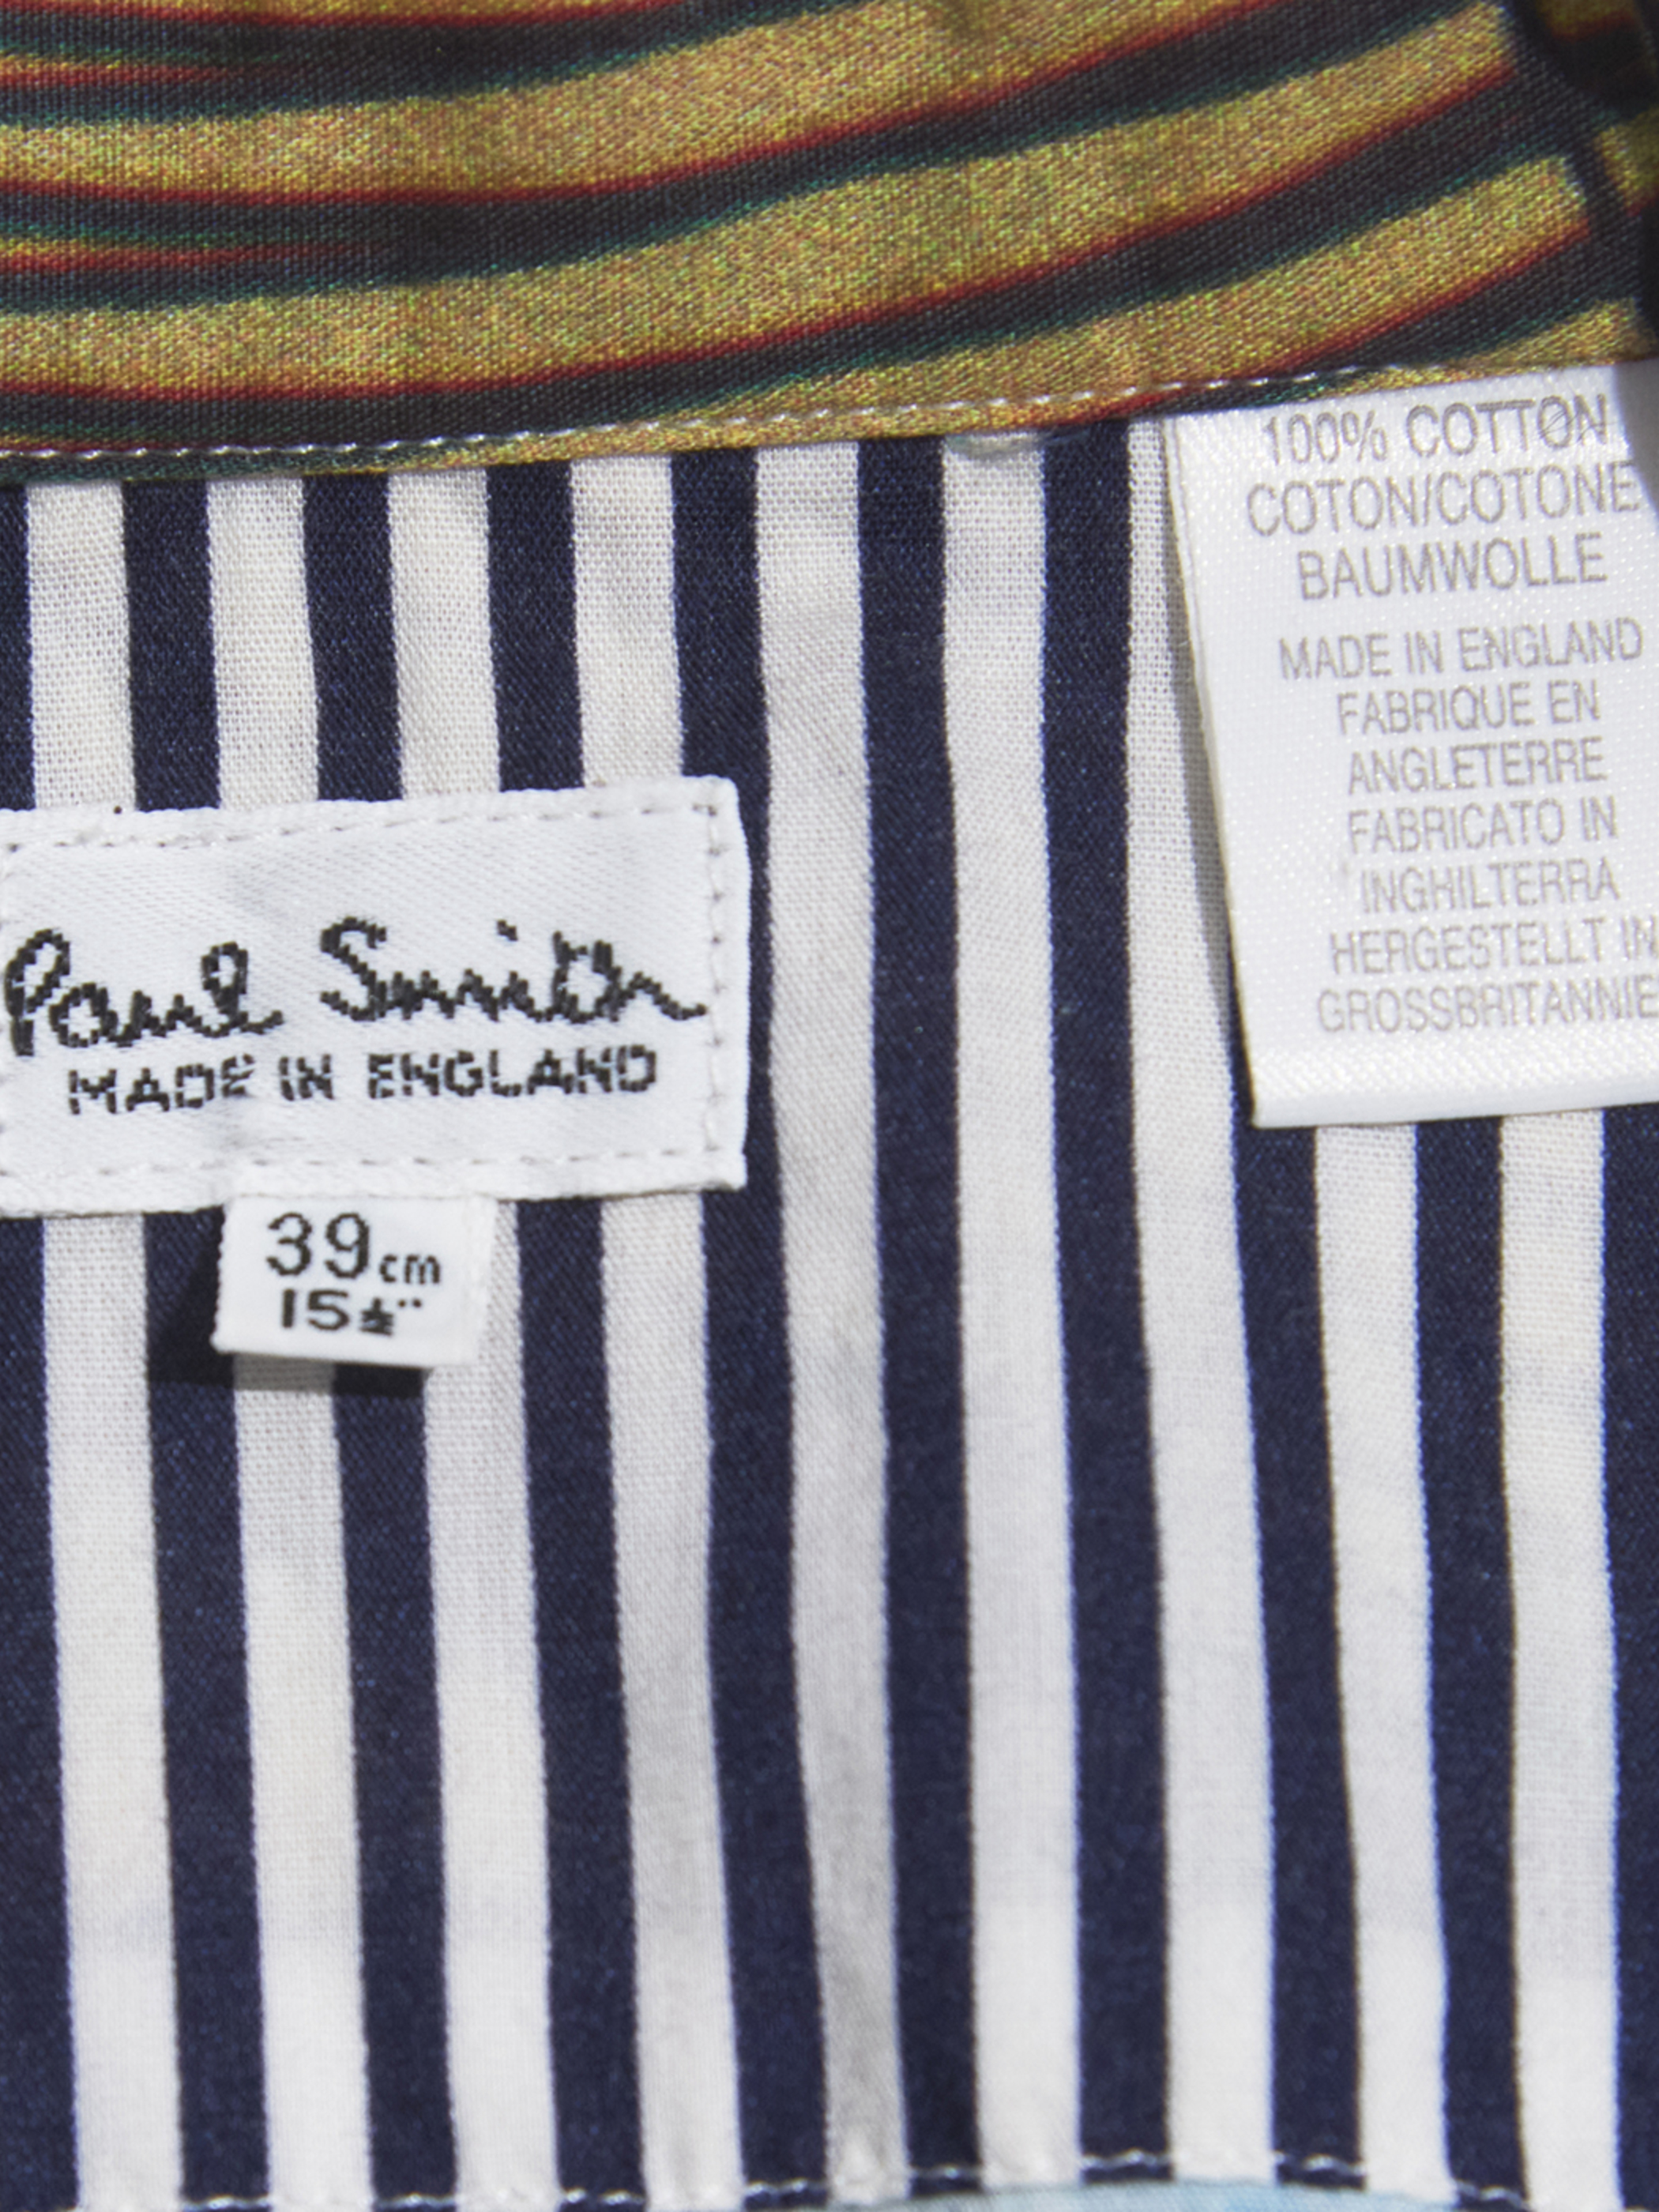 Paul Smith
MADE IN ENGLAND
39cm
15½"
100% COTTON
COTON/COTONE
BAUMWOLLE
MADE IN ENGLAND
FABRIQUE EN
ANGLETERRE
FABRICATO IN
INGHILTERRA
HERGESTELLT IN
GROSSBRITANNIE